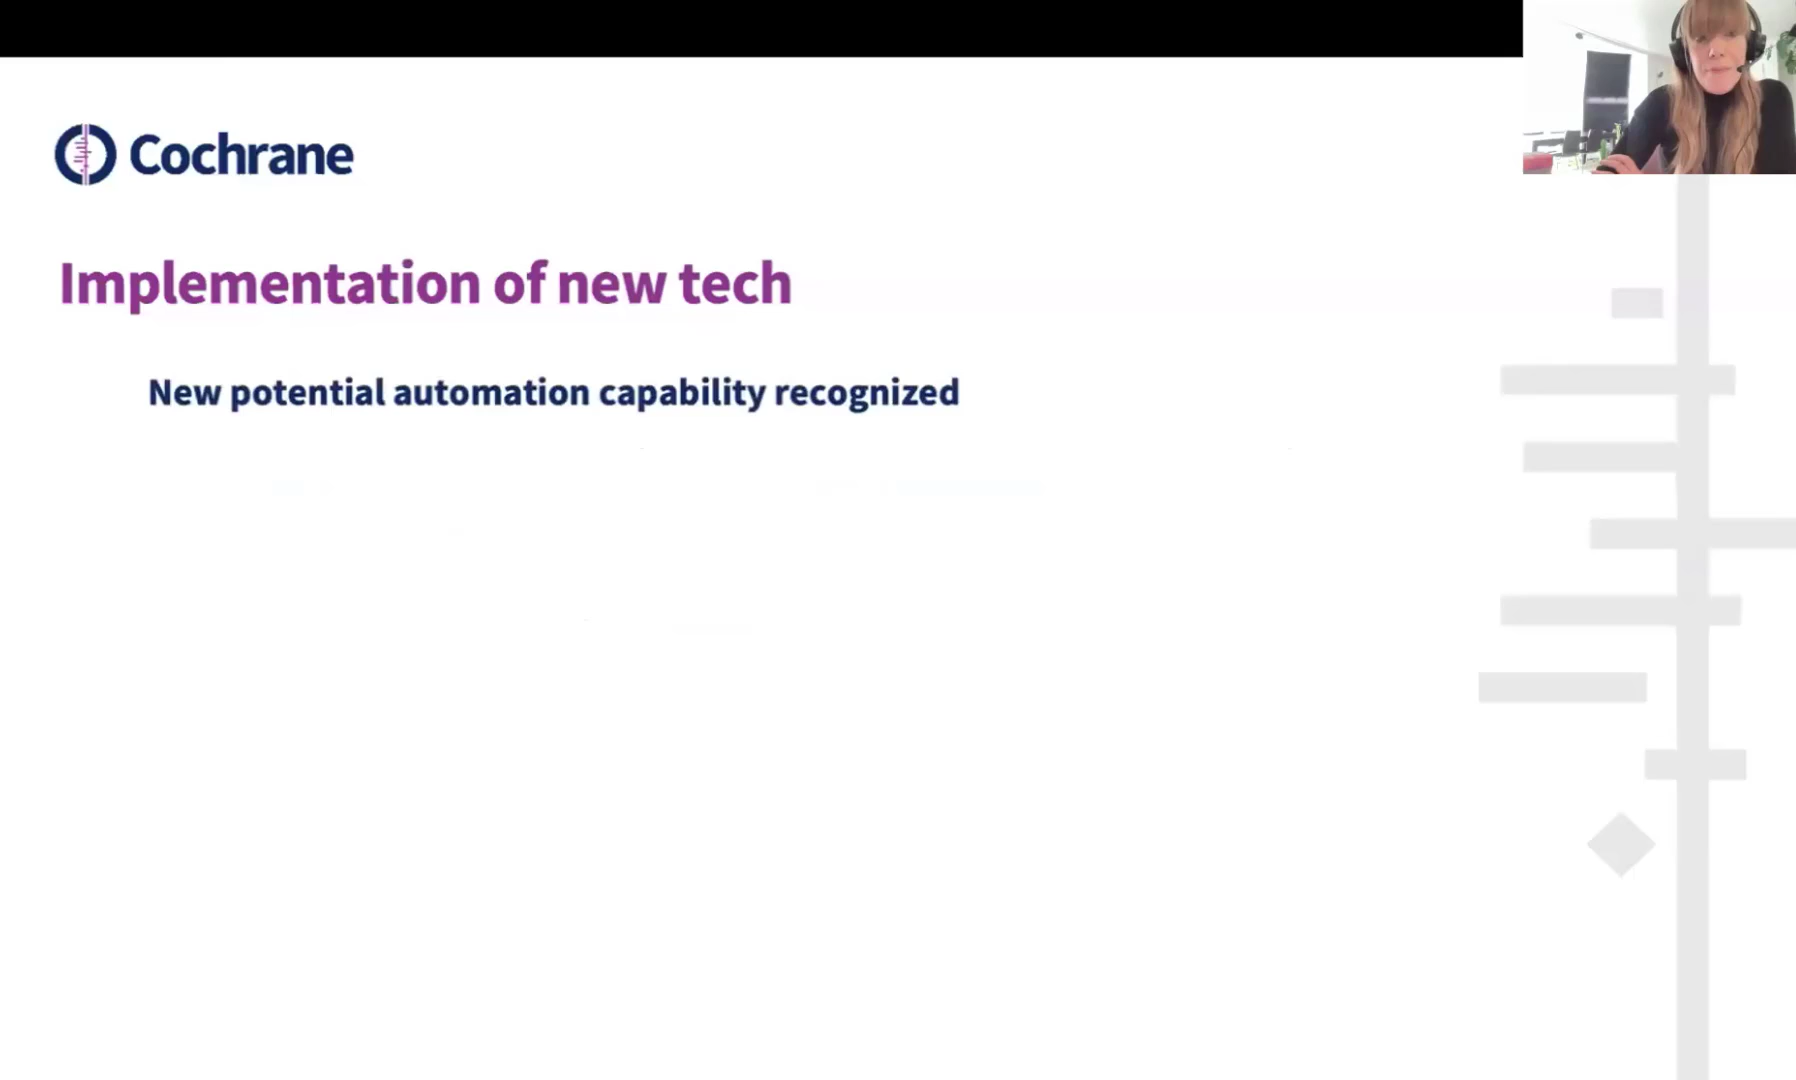 Cochrane
Implementation of new tech
New potential automation capability recognized